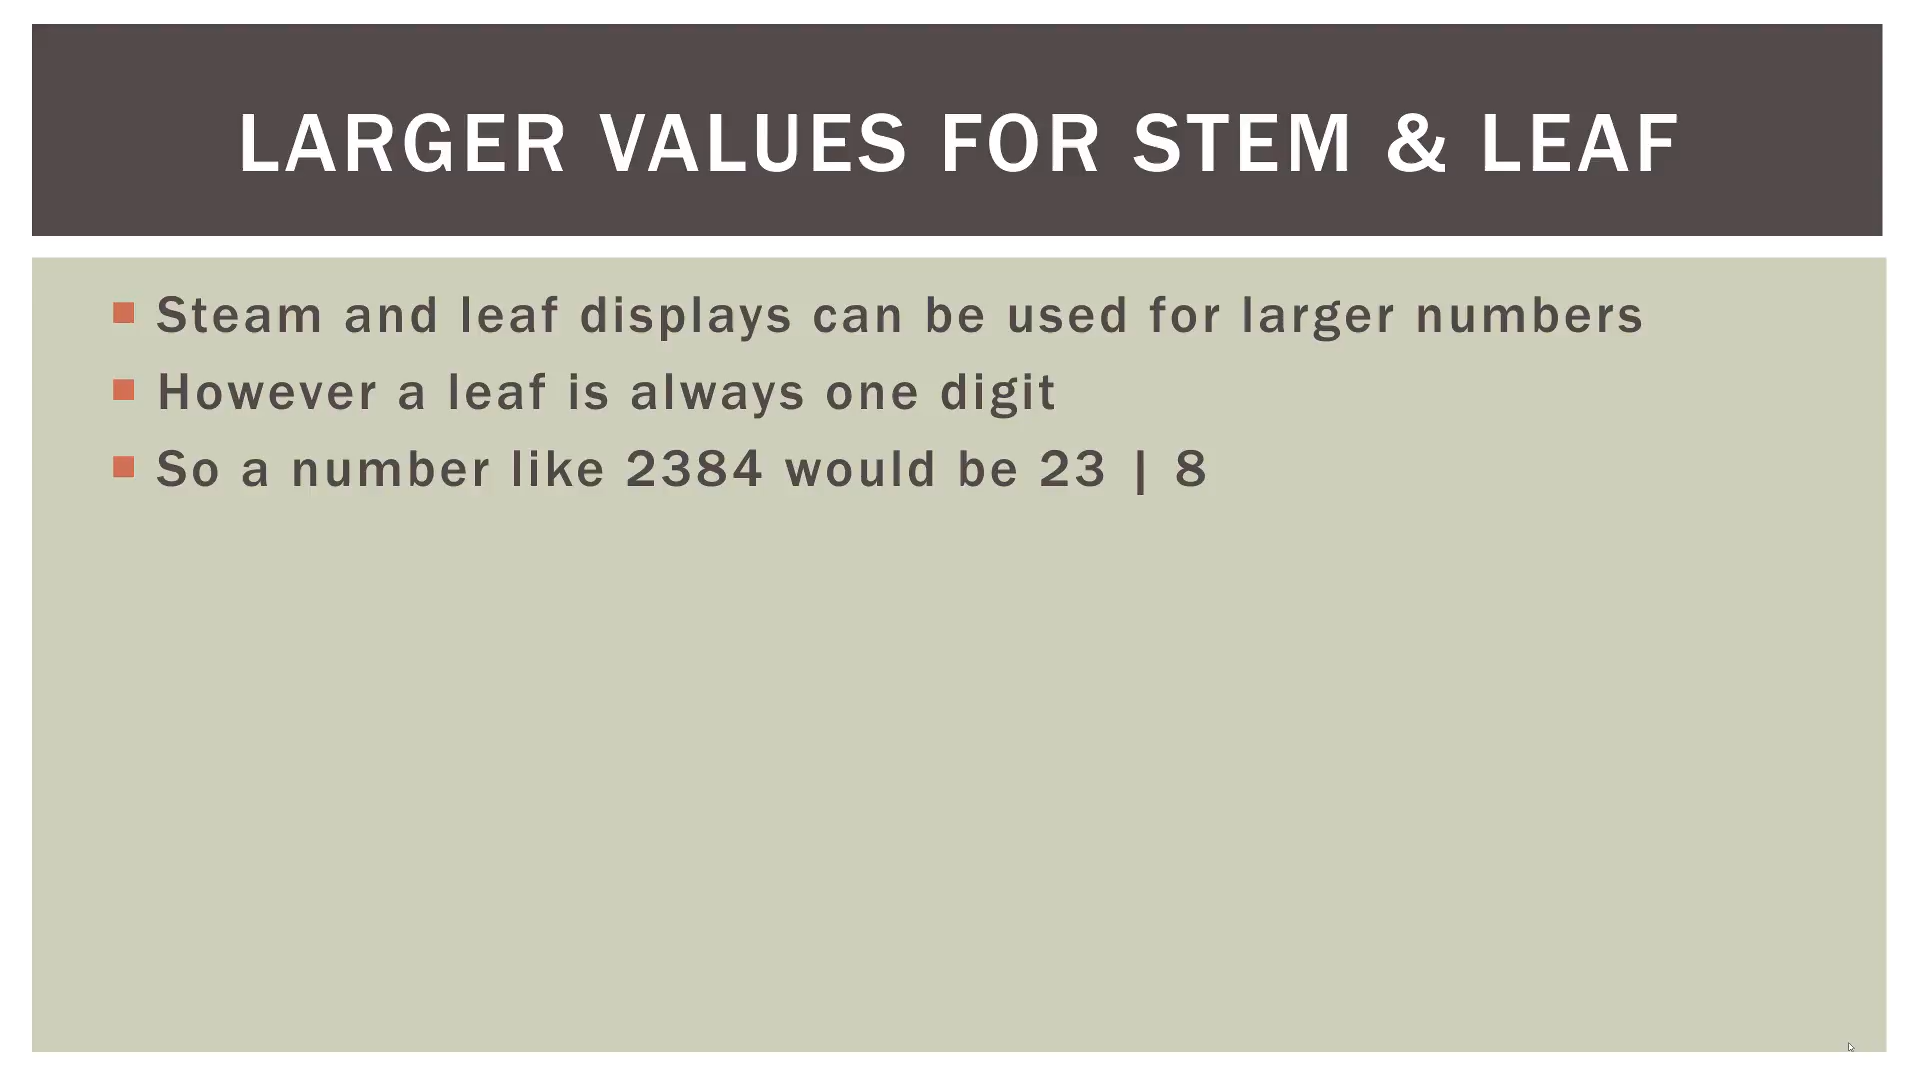 LARGER VALUES FOR STEM & LEAF
Steam and leaf displays can be used for larger numbers
However a leaf is always one digit
So a number like 2384 would be 23 | 8